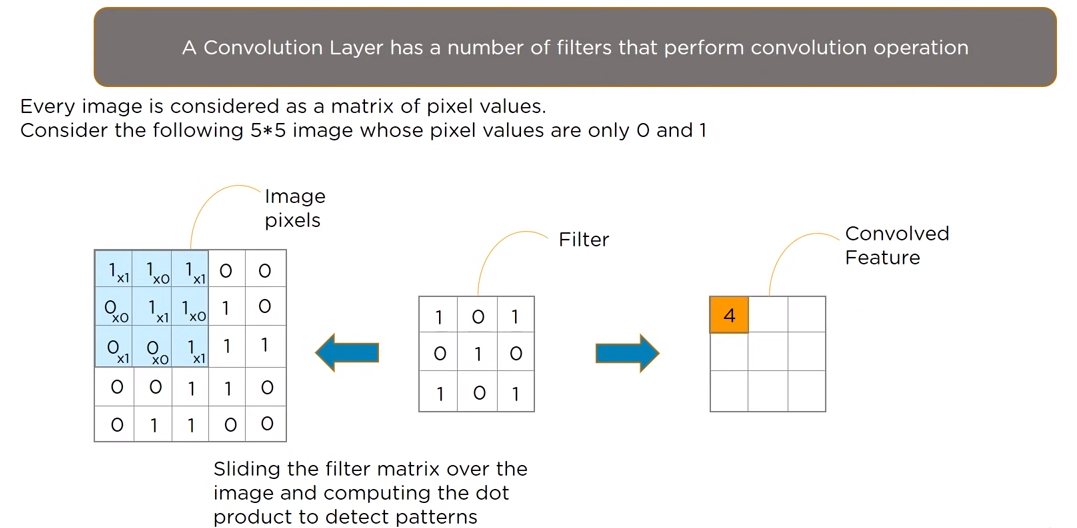 A Convolution Layer has a number of filters that perform convolution operation
Every image is considered as a matrix of pixel values.
Consider the following 5*5 image whose pixel values are only 0 and 1
Image
pixels
Filter
Convolved
Feature
1x1 1x0 1x1 0 0
0x0 1x1 1x0 1 0
0x1 0x0 1x1 1 1
0 0 1 1 0
0 1 1 0 0
1 0 1
0 1 0
1 0 1
4
Sliding the filter matrix over the
image and computing the dot
product to detect patterns